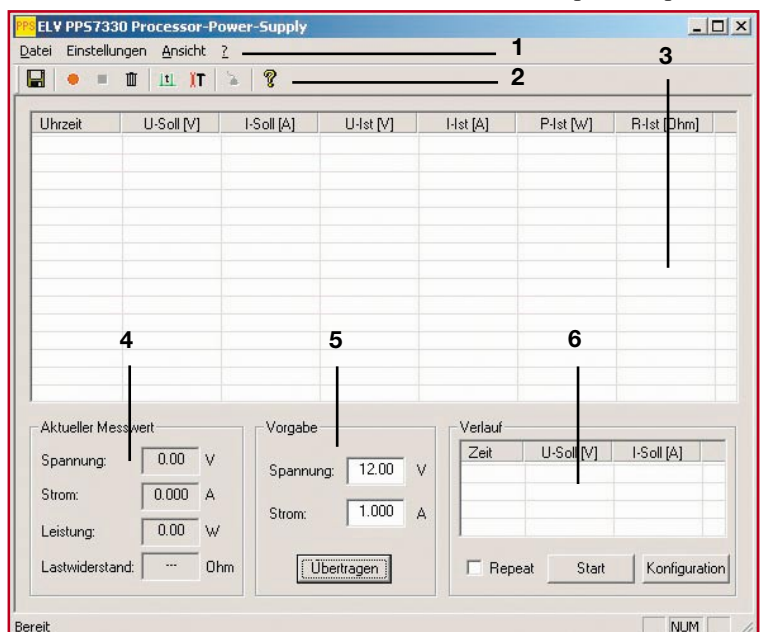 PPS ELV PPS7330 Processor-Power-Supply
Datei Einstellungen Ansicht ? 1
2
3
Uhrzeit U-Soll [V] I-Soll [A] U-Ist [V] I-Ist [A] P-Ist [W] R-Ist [Ohm]
4 5 6
Aktueller Messwert
Spannung: 0.00 V
Strom: 0.000 A
Leistung: 0.00 W
Lastwiderstand: --- Ohm
Vorgabe
Spannung: 12.00 V
Strom: 1.000 A
Übertragen
Verlauf
Zeit U-Soll [V] I-Soll [A]
Repeat Start Konfiguration
Bereit NUM